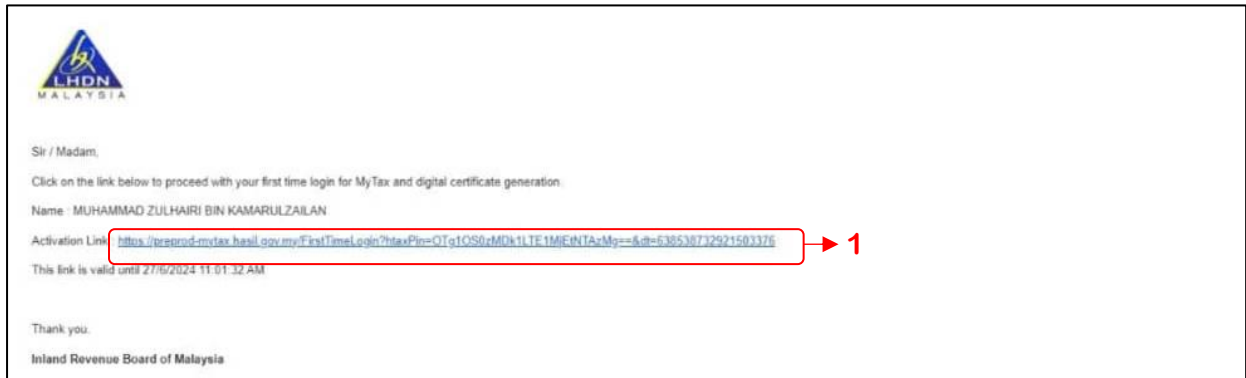 LHDN
MALAYSIA
Sir / Madam,
Click on the link below to proceed with your first time login for MyTax and digital certificate generation.
Name : MUHAMMAD ZULHAIRI BIN KAMARULZAILAN
Activation Link : https://preprod-mytax.hasil.gov.my/FirstTimeLogin?htaxPin=OTg1OS0zMDk1LTE1MjEtNTAzMg==&dt=638538732921503376
1
This link is valid until 27/6/2024 11:01:32 AM
Thank you.
Inland Revenue Board of Malaysia